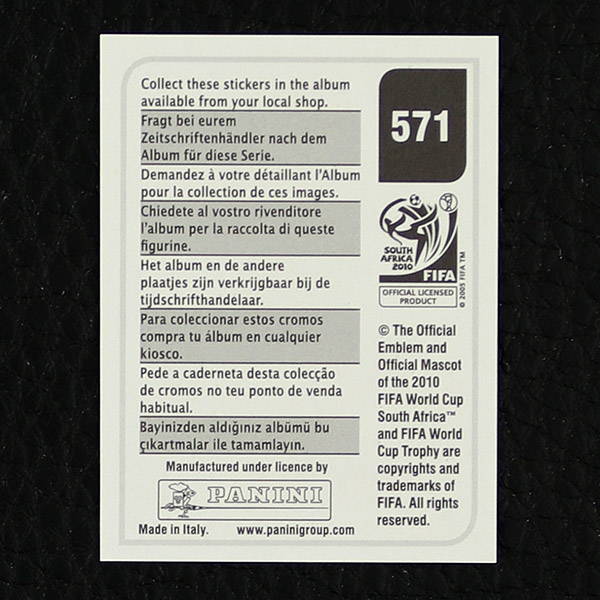 Collect these stickers in the album
available from your local shop.
Fragt bei eurem
Zeitschriftenhändler nach dem
Album für diese Serie.
Demandez à votre détaillant l'Album
pour la collection de ces images.
Chiedete al vostro rivenditore
l'album per la raccolta di queste
figurine.
Het album en de andere
plaatjes zijn verkrijgbaar bij de
tijdschrifthandelaar.
Para coleccionar estos cromos
compra tu álbum en cualquier
kiosco.
Pede a caderneta desta colecção
de cromos no teu ponto de venda
habitual.
Bayinizden aldığınız albümü bu
çıkartmalar ile tamamlayın.
Manufactured under licence by
PANINI
Made in Italy. www.paninigroup.com
571
SOUTH
AFRICA
2010
FIFA
OFFICIAL LICENSED
PRODUCT
© 2005 FIFA TM
© The Official
Emblem and
Official Mascot
of the 2010
FIFA World Cup
South Africa™
and FIFA World
Cup Trophy are
copyrights and
trademarks of
FIFA. All rights
reserved.